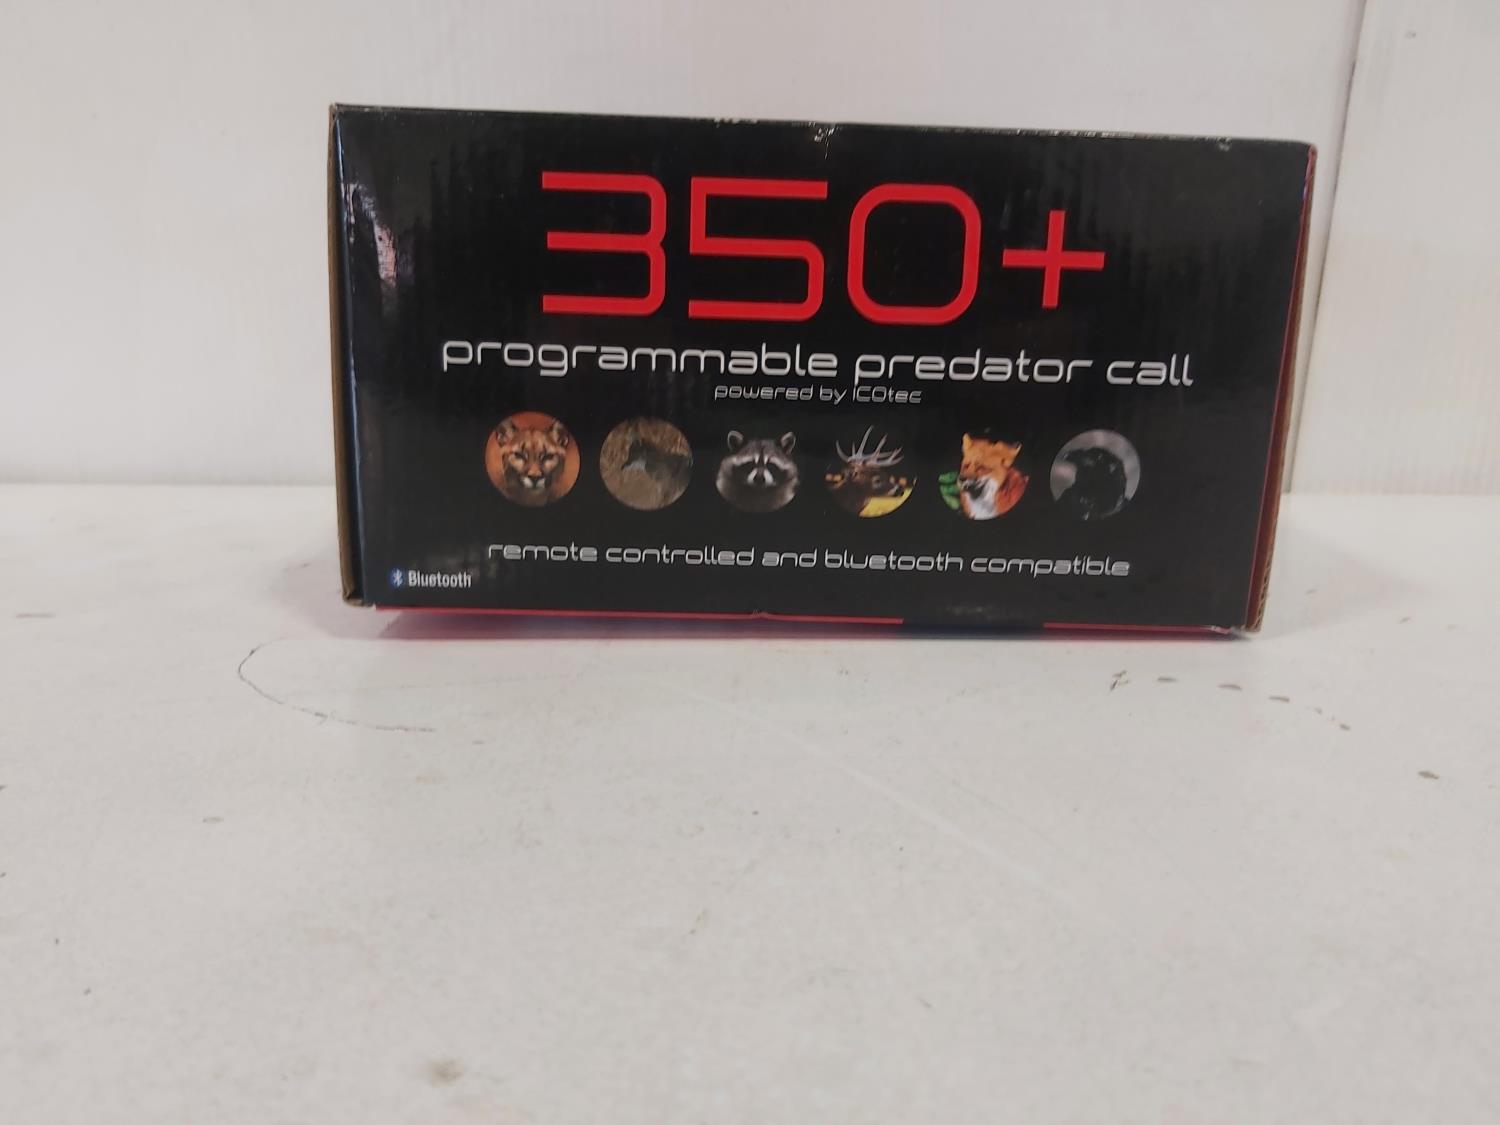 350+
programmable predator call
powered by ICOtec
remote controlled and bluetooth compatible
Bluetooth